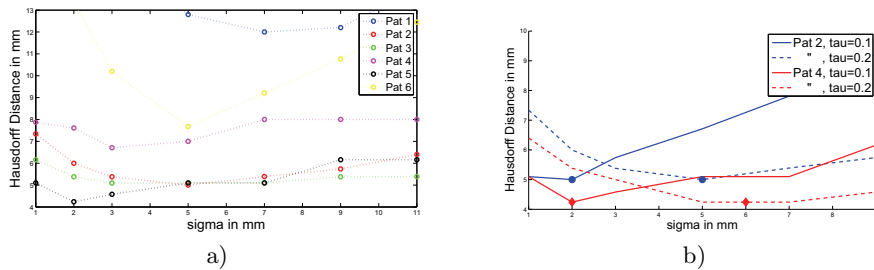 13
12
11
10
9
8
7
6
5
4
Hausdorff Distance in mm
1 2 3 4 5 6 7 8 9 10 11
sigma in mm
Pat 1
Pat 2
Pat 3
Pat 4
Pat 5
Pat 6
a)
10
9
8
7
6
5
4
Hausdorff Distance in mm
1 2 3 4 5 6 7 8
sigma in mm
Pat 2, tau=0.1
" , tau=0.2
Pat 4, tau=0.1
" , tau=0.2
b)